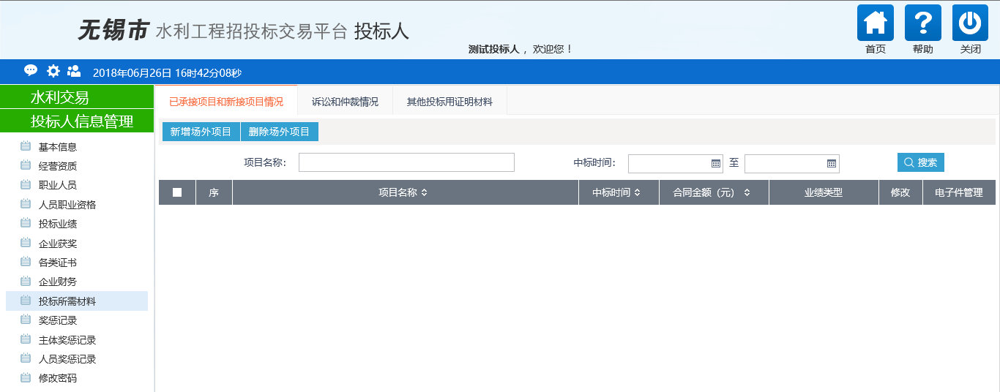 无锡市 水利工程招投标交易平台 投标人
测试投标人，欢迎您！
首页 帮助 关闭
2018年06月26日 16时42分08秒
水利交易
投标人信息管理
基本信息
经营资质
职业人员
人员职业资格
投标业绩
企业获奖
各类证书
企业财务
投标所需材料
奖惩记录
主体奖惩记录
人员奖惩记录
修改密码
已承接项目和新接项目情况 诉讼和仲裁情况 其他投标用证明材料
新增场外项目 删除场外项目
项目名称： 中标时间： 至 搜索
序 项目名称 中标时间 合同金额（元） 业绩类型 修改 电子件管理